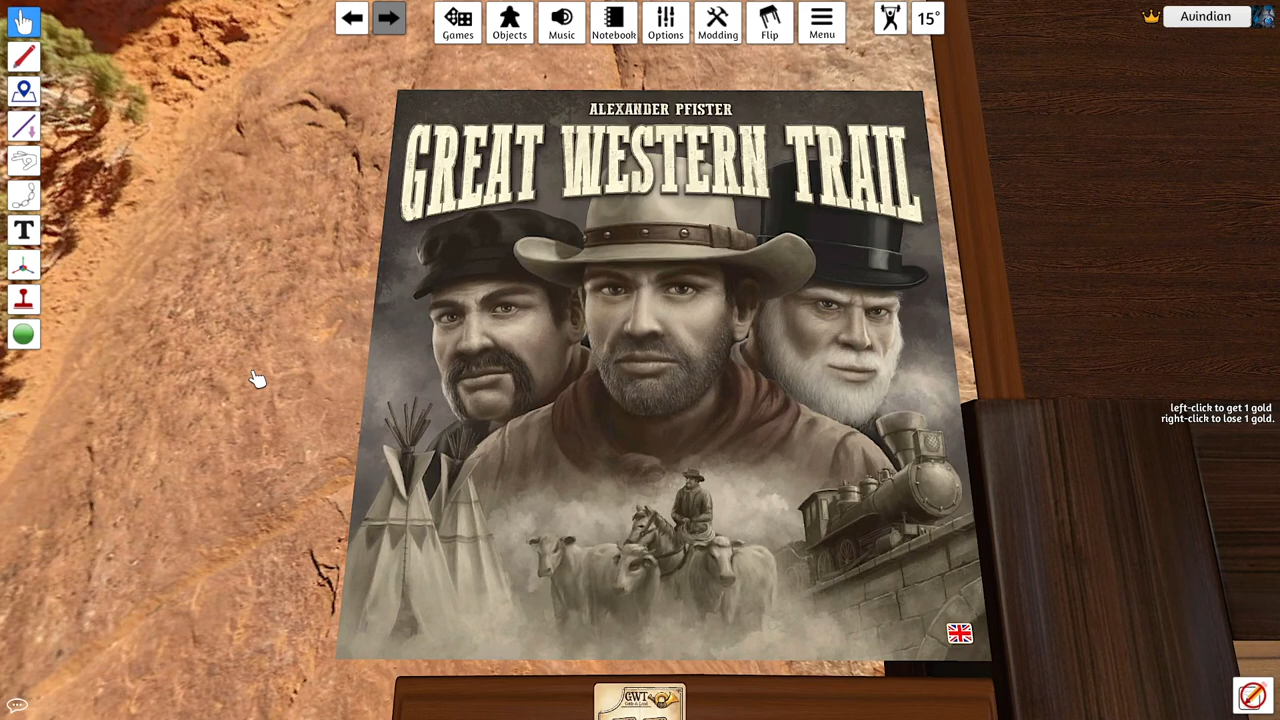 15°
Avindian
Games
Objects
Music
Notebook
Options
Modding
Flip
Menu
T
ALEXANDER PFISTER
GREAT WESTERN TRAIL
left-click to get 1 gold
right-click to lose 1 gold.
GWT